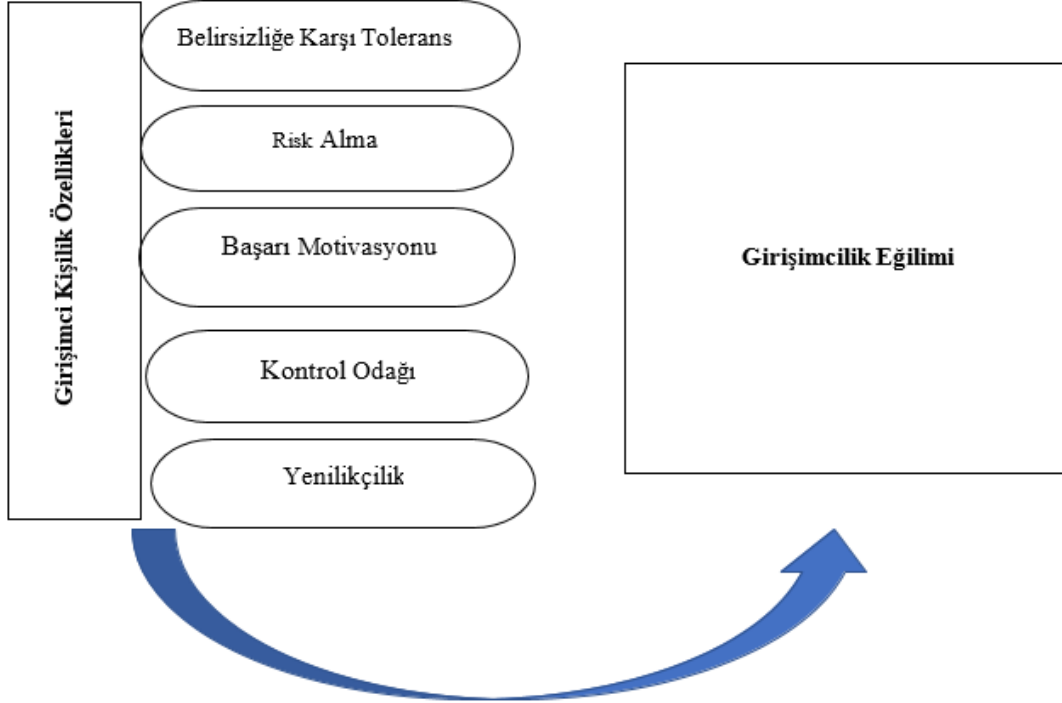 Girişimci Kişilik Özellikleri
Belirsizliğe Karşı Tolerans
Risk Alma
Başarı Motivasyonu
Kontrol Odağı
Yenilikçilik
Girişimcilik Eğilimi